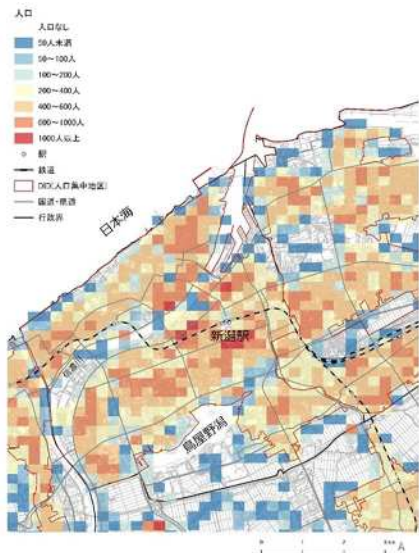 人口
人口なし
50人未満
50～100人
100～200人
200～400人
400～600人
600～1000人
1000人以上
駅
鉄道
DID(人口集中地区)
国道・県道
行政界
日本海
新潟駅
信濃川
鳥屋野潟